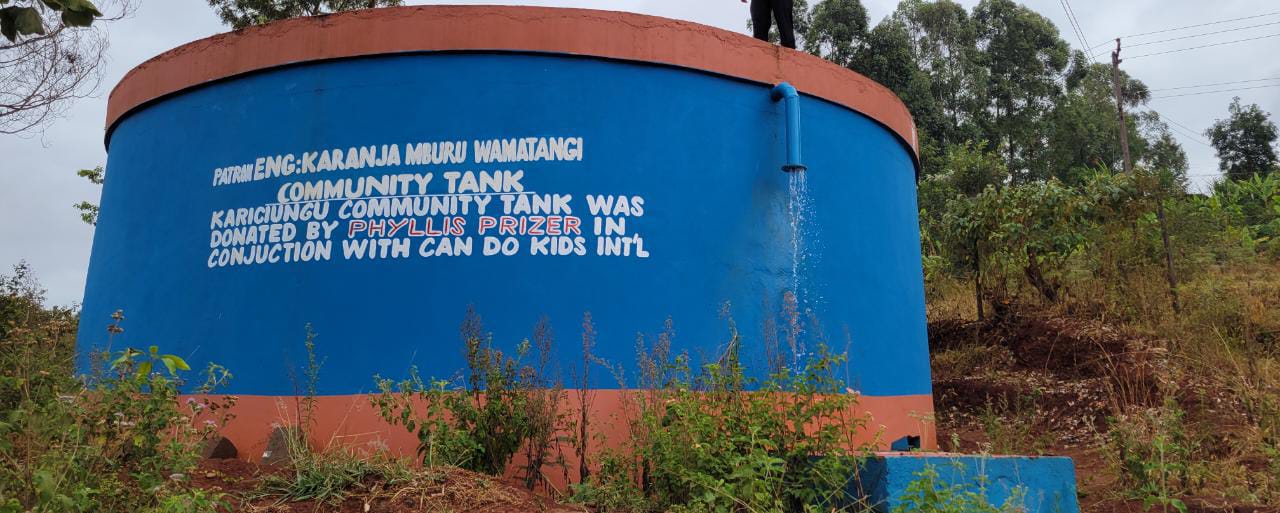 PATRAN ENG:KARANJA MBURU WAMATANGI
COMMUNITY TANK
KARICIUNGU COMMUNITY TANK WAS
DONATED BY PHYLLIS PRIZER IN
CONJUCTION WITH CAN DO KIDS INT'L